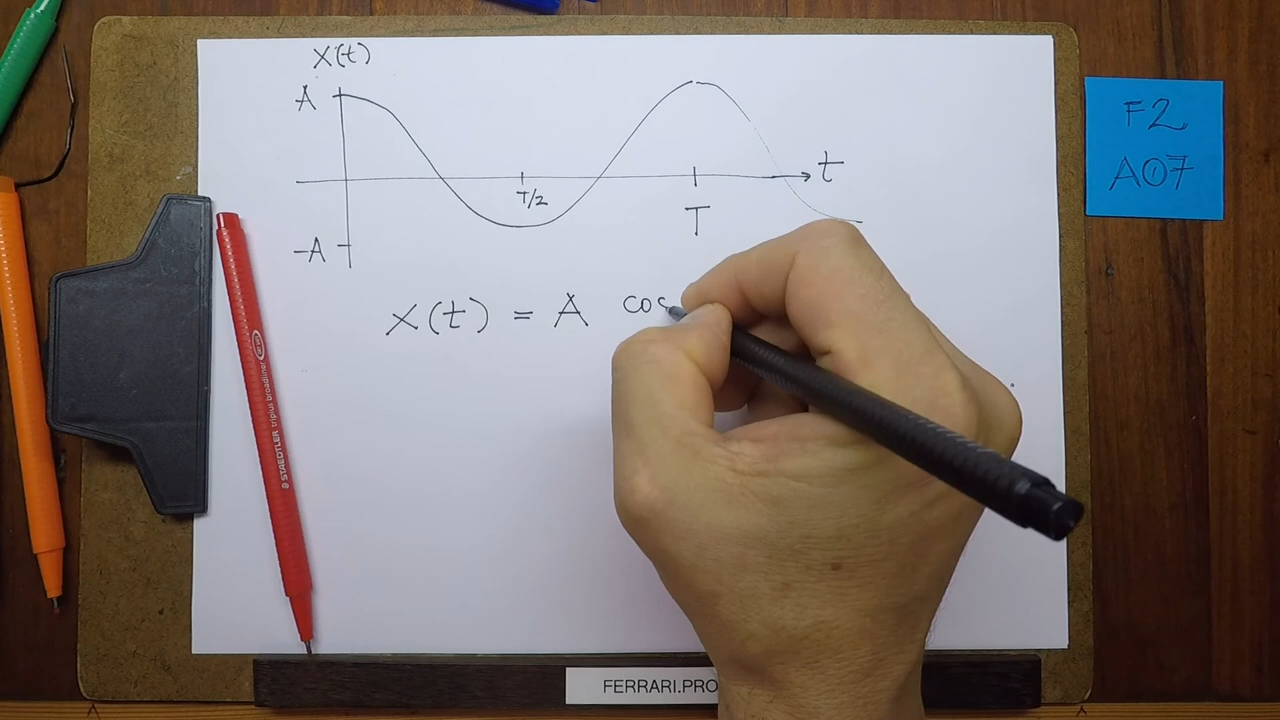 X(t)
A
t
T/2
T
-A
X(t) = A cos
F2
A07
STAEDTLER triplus broadliner
FERRARI.PRO